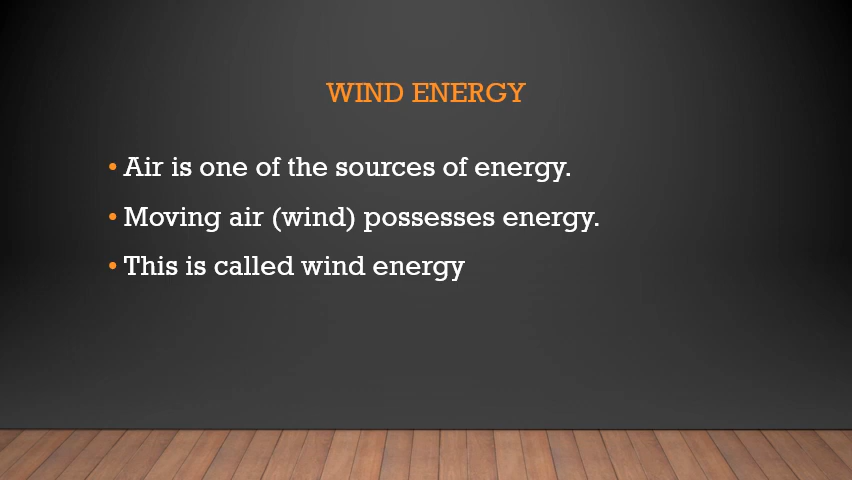 WIND ENERGY
• Air is one of the sources of energy.
• Moving air (wind) possesses energy.
• This is called wind energy